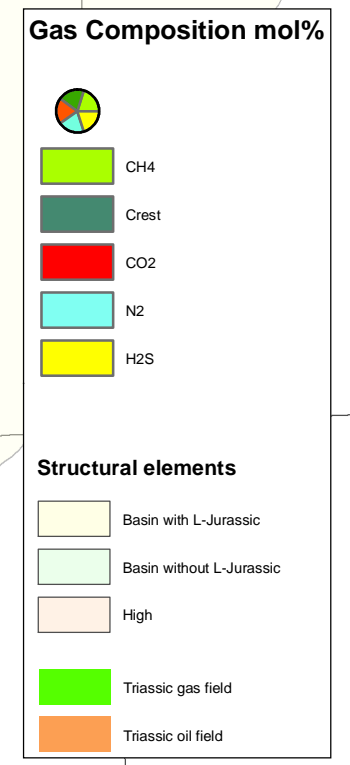 Gas Composition mol%
CH4
Crest
CO2
N2
H2S
Structural elements
Basin with L-Jurassic
Basin without L-Jurassic
High
Triassic gas field
Triassic oil field